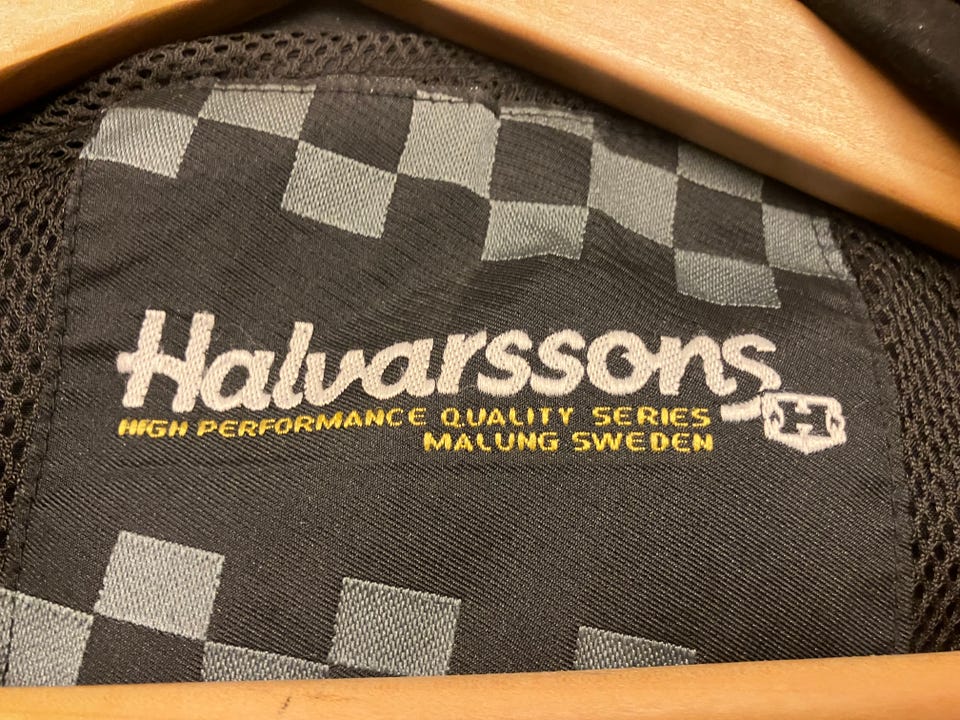 Halvarssons
H
HIGH PERFORMANCE QUALITY SERIES
MALUNG SWEDEN